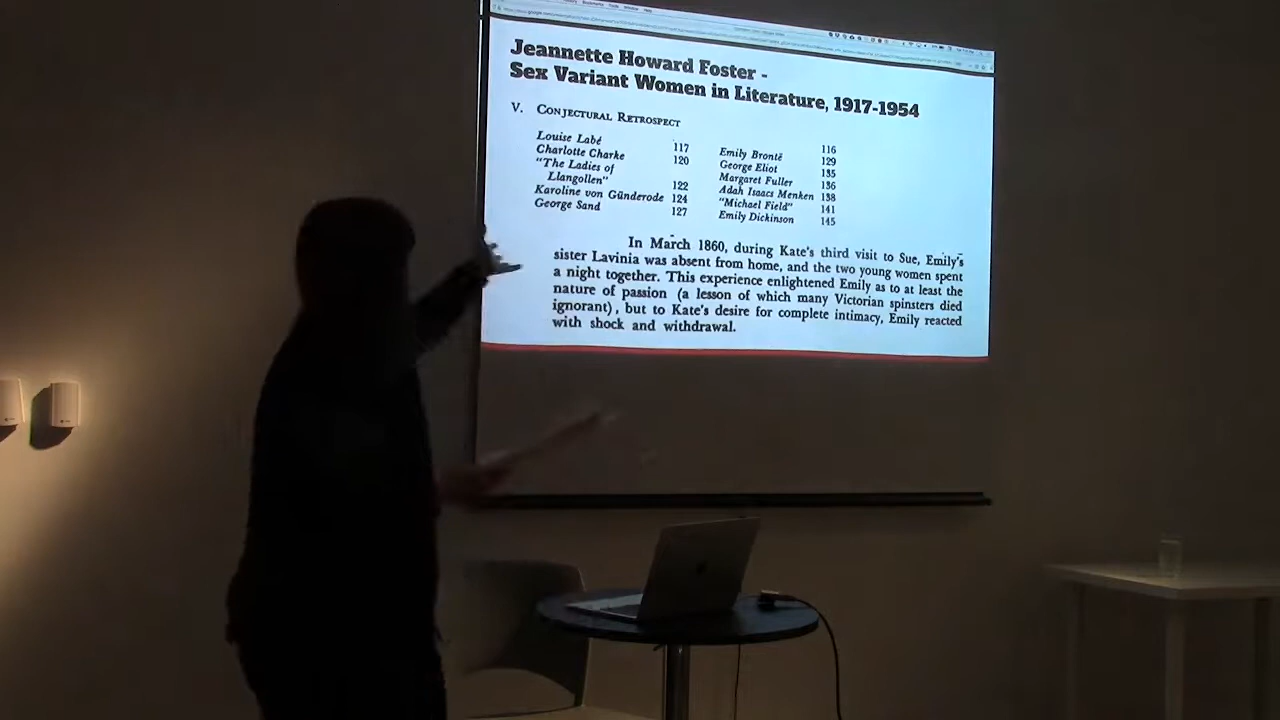 Jeannette Howard Foster -
Sex Variant Women in Literature, 1917-1954
V. CONJECTURAL RETROSPECT
Louise Labé 117
Charlotte Charke 120
"The Ladies of
Llangollen" 122
Karoline von Günderode 124
George Sand 127
116
Emily Brontë 129
George Eliot 135
Margaret Fuller 136
Adah Isaacs Menken 138
"Michael Field" 141
Emily Dickinson 145
In March 1860, during Kate's third visit to Sue, Emily's
sister Lavinia was absent from home, and the two young women spent
a night together. This experience enlightened Emily as to at least the
nature of passion (a lesson of which many Victorian spinsters died
ignorant), but to Kate's desire for complete intimacy, Emily reacted
with shock and withdrawal.